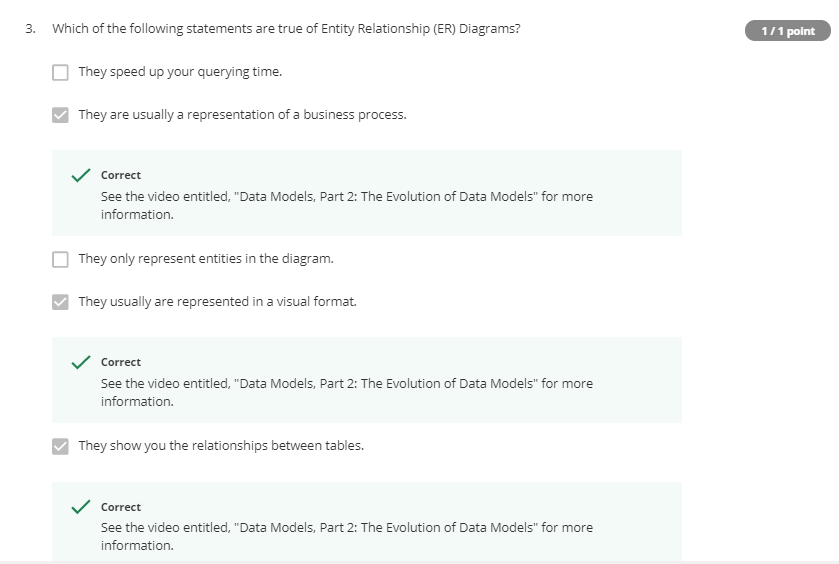 3. Which of the following statements are true of Entity Relationship (ER) Diagrams?
1 / 1 point
They speed up your querying time.
They are usually a representation of a business process.
Correct
See the video entitled, "Data Models, Part 2: The Evolution of Data Models" for more
information.
They only represent entities in the diagram.
They usually are represented in a visual format.
Correct
See the video entitled, "Data Models, Part 2: The Evolution of Data Models" for more
information.
They show you the relationships between tables.
Correct
See the video entitled, "Data Models, Part 2: The Evolution of Data Models" for more
information.